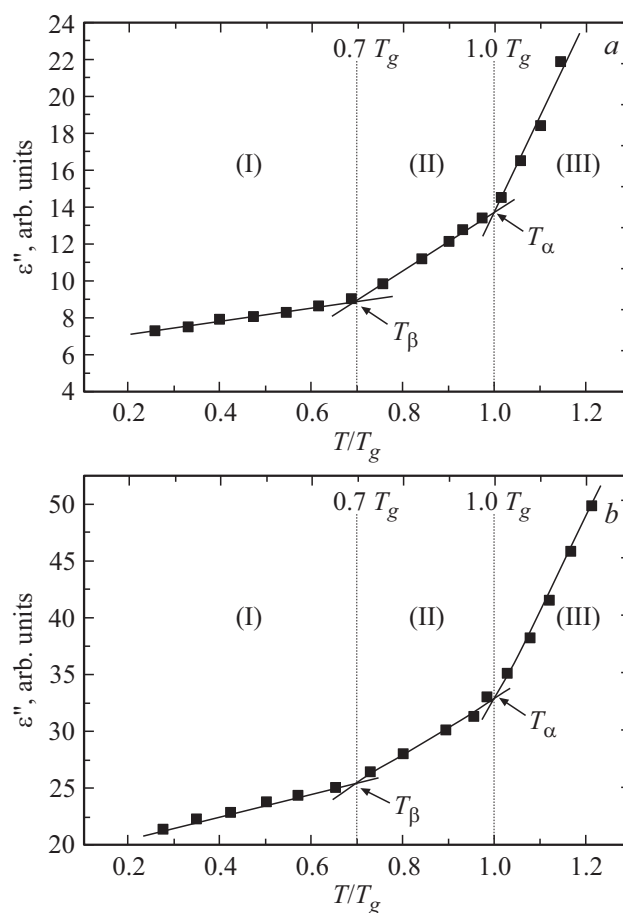 24
22
20
18
16
14
12
10
8
6
4
ε", arb. units
0.7 T_g
1.0 T_g
a
(I)
(II)
(III)
T_α
T_β
0.2 0.4 0.6 0.8 1.0 1.2
T/T_g
50
45
40
35
30
25
20
ε", arb. units
0.7 T_g
1.0 T_g
b
(I)
(II)
(III)
T_α
T_β
0.2 0.4 0.6 0.8 1.0 1.2
T/T_g